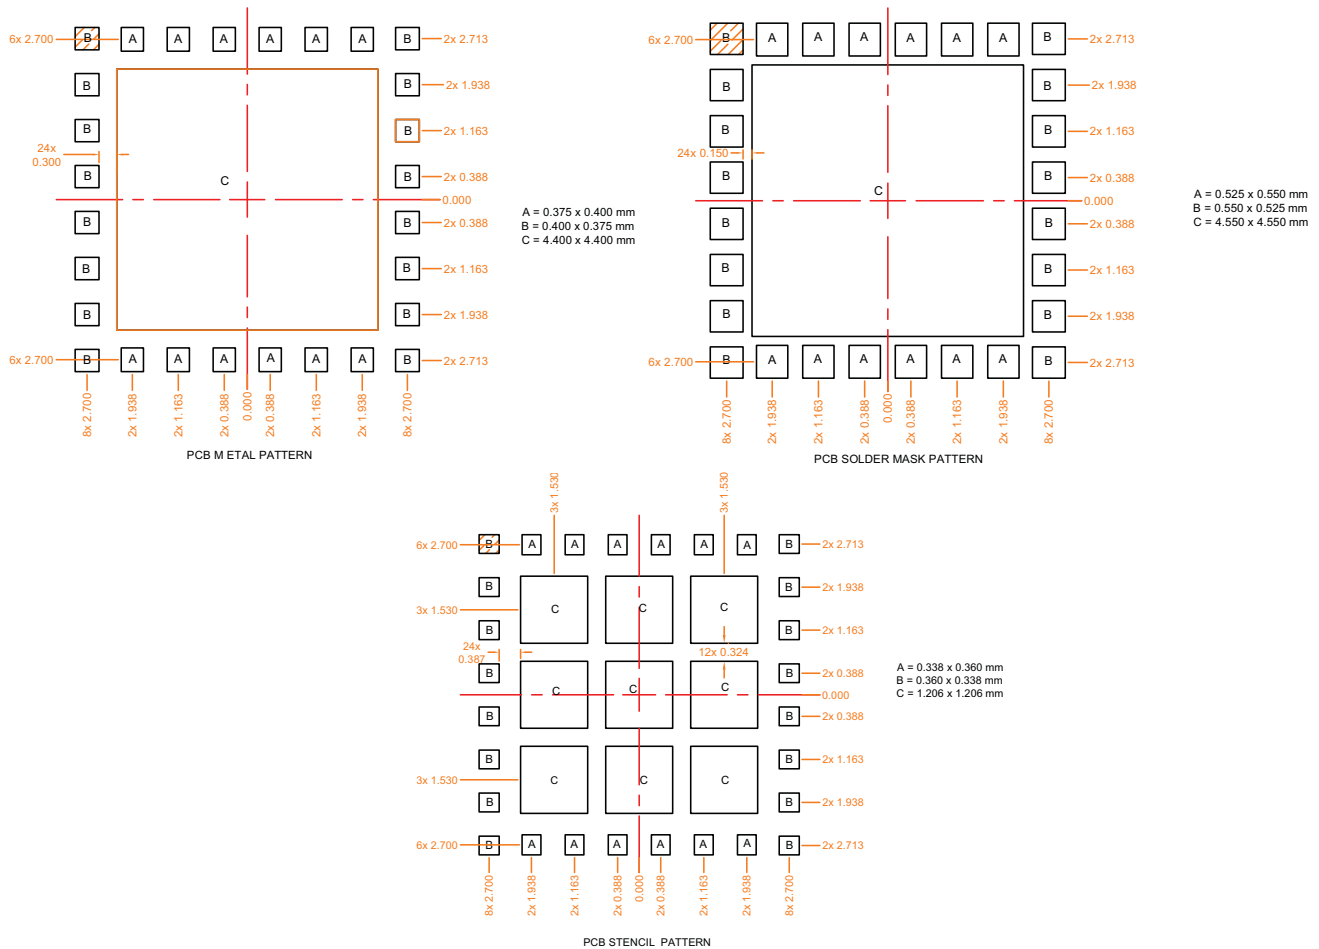 6x 2.700
B
A
A
A
A
A
A
B
2x 2.713
B
B
2x 1.938
B
B
2x 1.163
24x
0.300
B
C
B
2x 0.388
0.000
B
B
2x 0.388
B
B
2x 1.163
B
B
2x 1.938
6x 2.700
B
A
A
A
A
A
A
B
2x 2.713
8x 2.700
2x 1.938
2x 1.163
2x 0.388
0.000
2x 0.388
2x 1.163
2x 1.938
8x 2.700
A = 0.375 x 0.400 mm
B = 0.400 x 0.375 mm
C = 4.400 x 4.400 mm
PCB M ETAL PATTERN
6x 2.700
B
A
A
A
A
A
A
B
2x 2.713
B
B
2x 1.938
B
B
2x 1.163
24x 0.150
B
C
B
2x 0.388
0.000
B
B
2x 0.388
B
B
2x 1.163
B
B
2x 1.938
6x 2.700
B
A
A
A
A
A
A
B
2x 2.713
8x 2.700
2x 1.938
2x 1.163
2x 0.388
0.000
2x 0.388
2x 1.163
2x 1.938
8x 2.700
A = 0.525 x 0.550 mm
B = 0.550 x 0.525 mm
C = 4.550 x 4.550 mm
PCB SOLDER MASK PATTERN
3x 1.530
3x 1.530
6x 2.700
B
A
A
A
A
A
A
B
2x 2.713
B
B
2x 1.938
3x 1.530
C
C
C
B
B
2x 1.163
24x
0.387
12x 0.324
B
C
C
C
B
2x 0.388
0.000
B
B
2x 0.388
B
B
2x 1.163
3x 1.530
C
C
C
B
B
2x 1.938
6x 2.700
B
A
A
A
A
A
A
B
2x 2.713
8x 2.700
2x 1.938
2x 1.163
2x 0.388
0.000
2x 0.388
2x 1.163
2x 1.938
8x 2.700
A = 0.338 x 0.360 mm
B = 0.360 x 0.338 mm
C = 1.206 x 1.206 mm
PCB STENCIL PATTERN